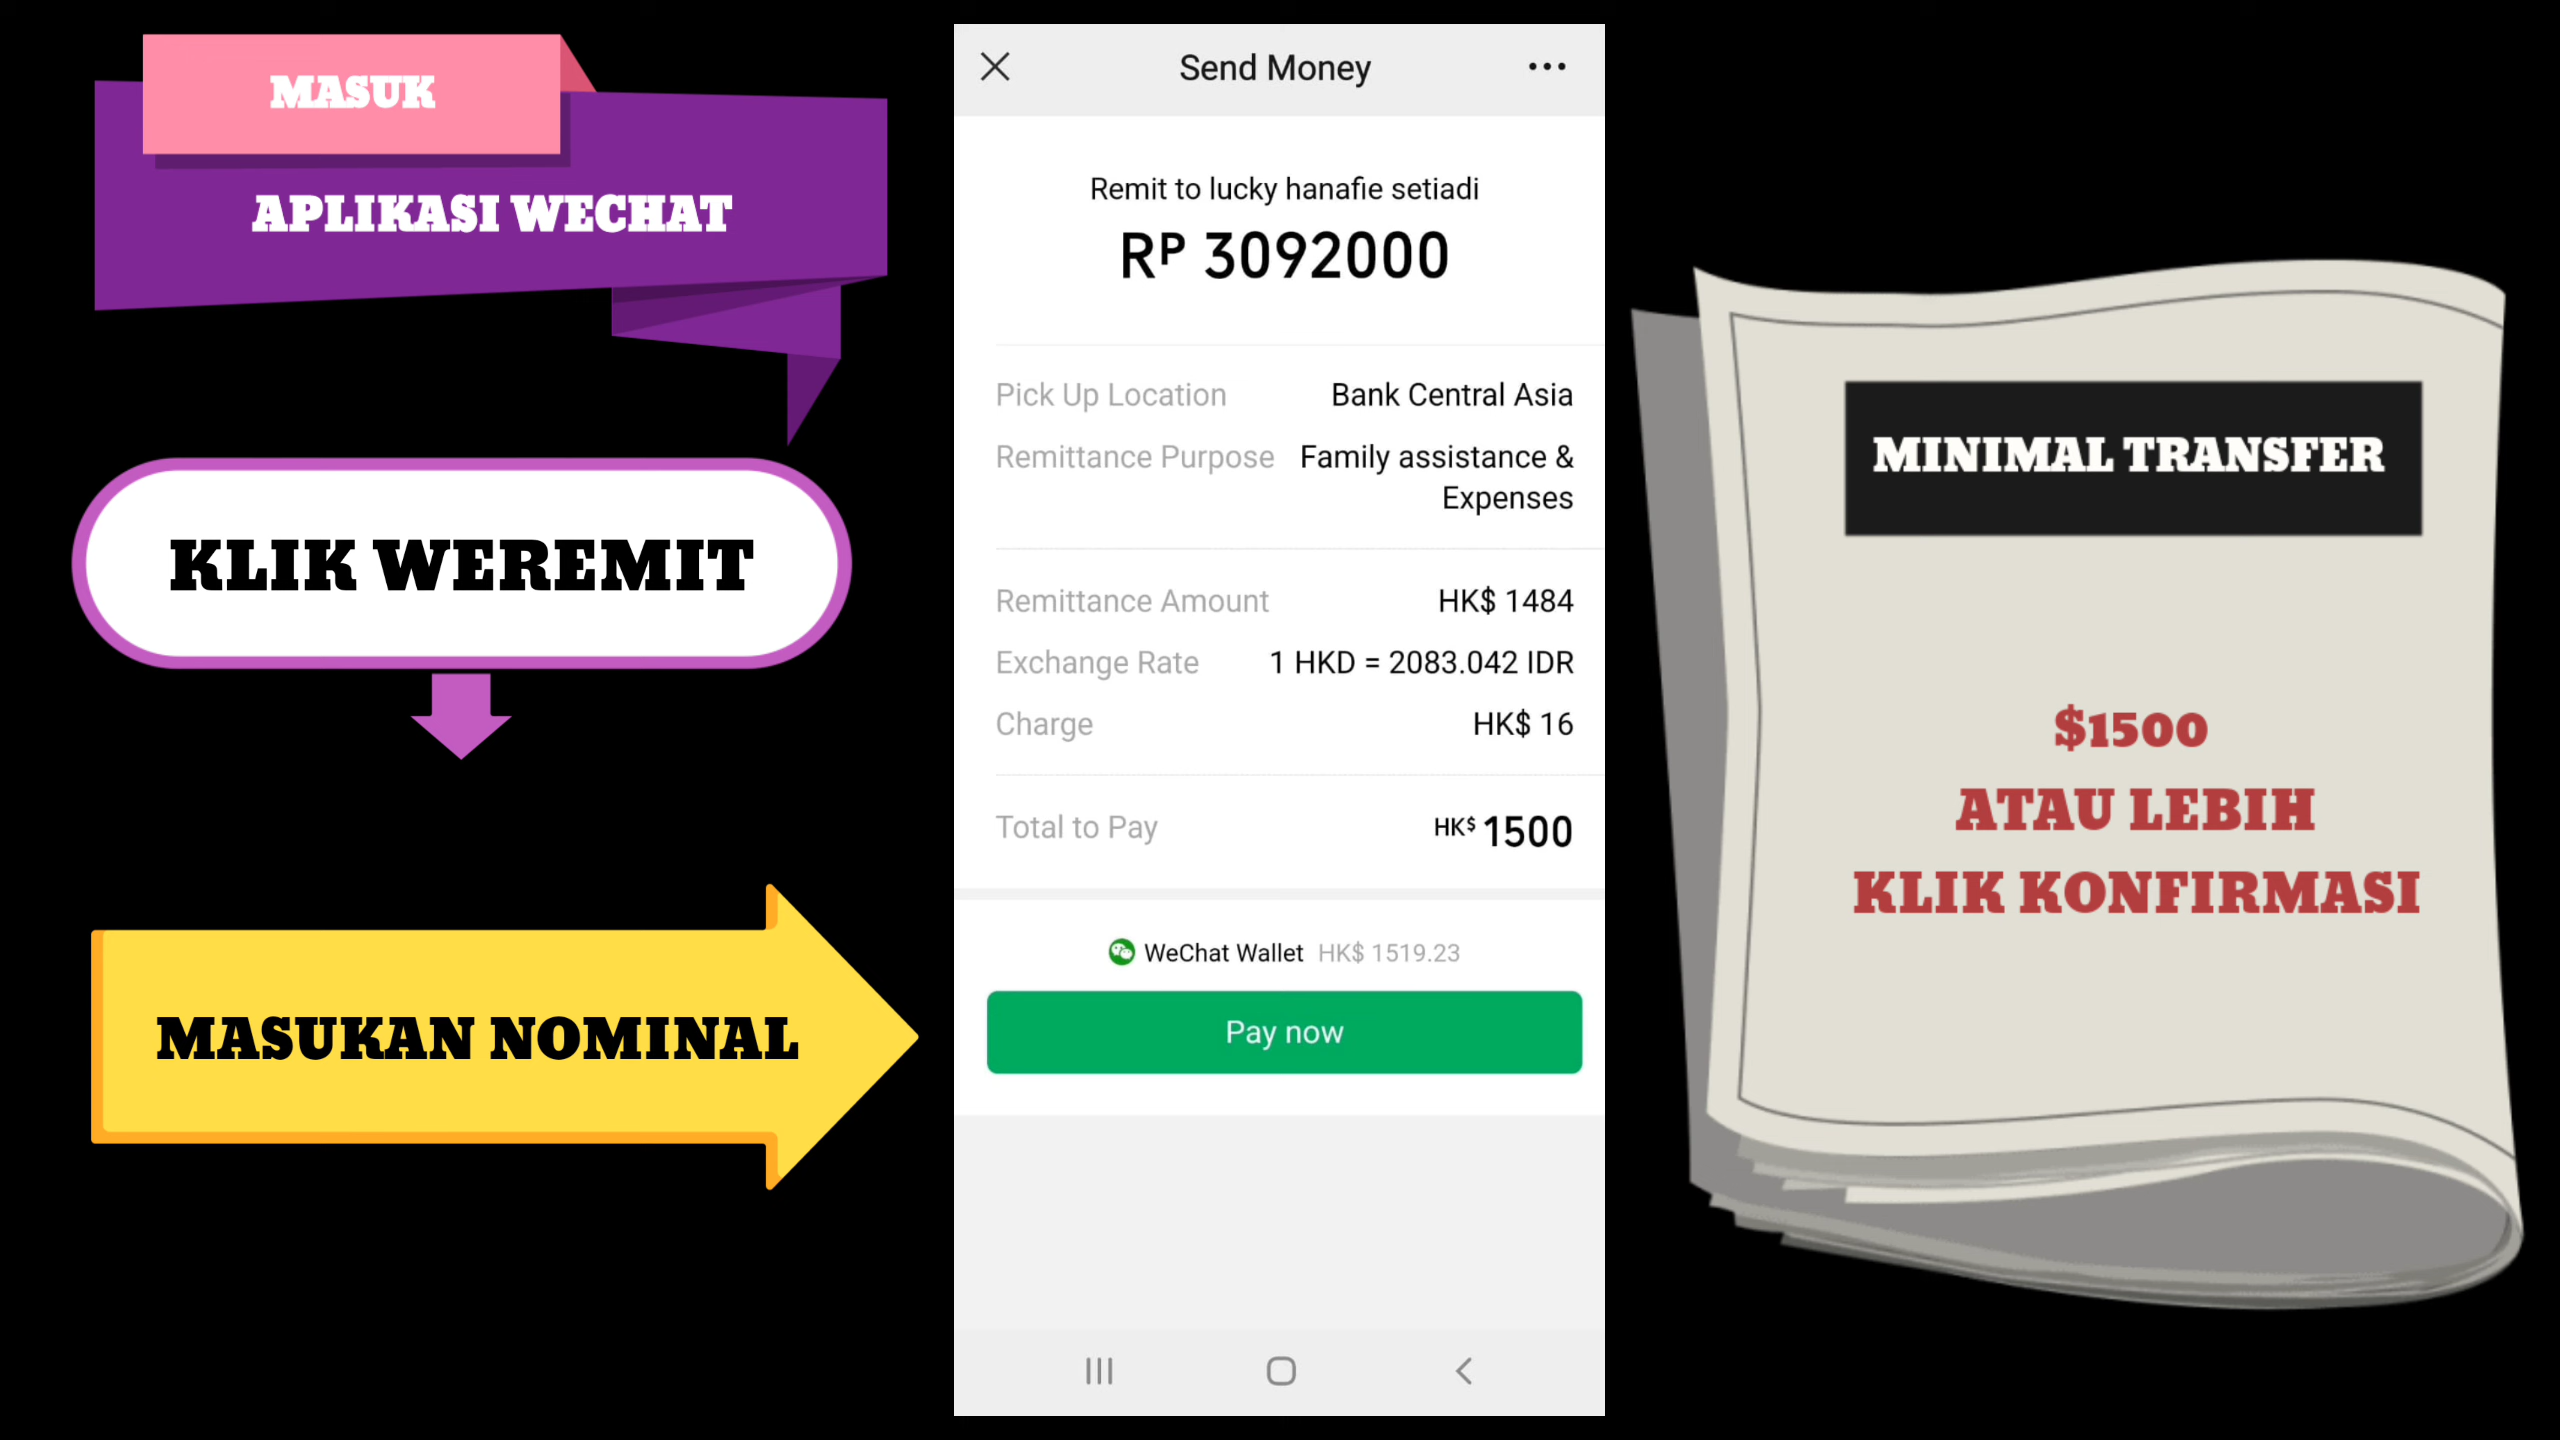 MASUK
APLIKASI WECHAT
KLIK WEREMIT
MASUKAN NOMINAL
Send Money
Remit to lucky hanafie setiadi
RP 3092000
Pick Up Location Bank Central Asia
Remittance Purpose Family assistance &
Expenses
Remittance Amount HK$ 1484
Exchange Rate 1 HKD = 2083.042 IDR
Charge HK$ 16
Total to Pay HK$ 1500
WeChat Wallet HK$ 1519.23
Pay now
MINIMAL TRANSFER
$1500
ATAU LEBIH
KLIK KONFIRMASI